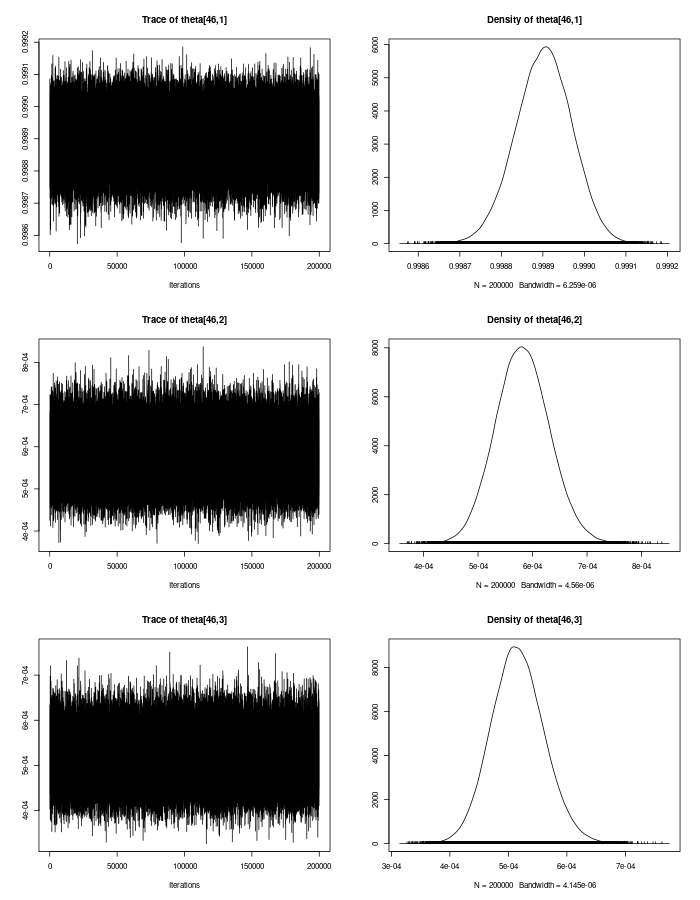 Trace of theta[46,1]
0.9986 0.9987 0.9988 0.9989 0.9990 0.9991 0.9992
0 50000 100000 150000 200000
Iterations
Density of theta[46,1]
0 1000 2000 3000 4000 5000 6000
0.9986 0.9987 0.9988 0.9989 0.9990 0.9991 0.9992
N = 200000 Bandwidth = 6.259e-06
Trace of theta[46,2]
4e-04 5e-04 6e-04 7e-04 8e-04
0 50000 100000 150000 200000
Iterations
Density of theta[46,2]
0 2000 4000 6000 8000
4e-04 5e-04 6e-04 7e-04 8e-04
N = 200000 Bandwidth = 4.56e-06
Trace of theta[46,3]
4e-04 5e-04 6e-04 7e-04
0 50000 100000 150000 200000
Iterations
Density of theta[46,3]
0 2000 4000 6000 8000
3e-04 4e-04 5e-04 6e-04 7e-04
N = 200000 Bandwidth = 4.145e-06